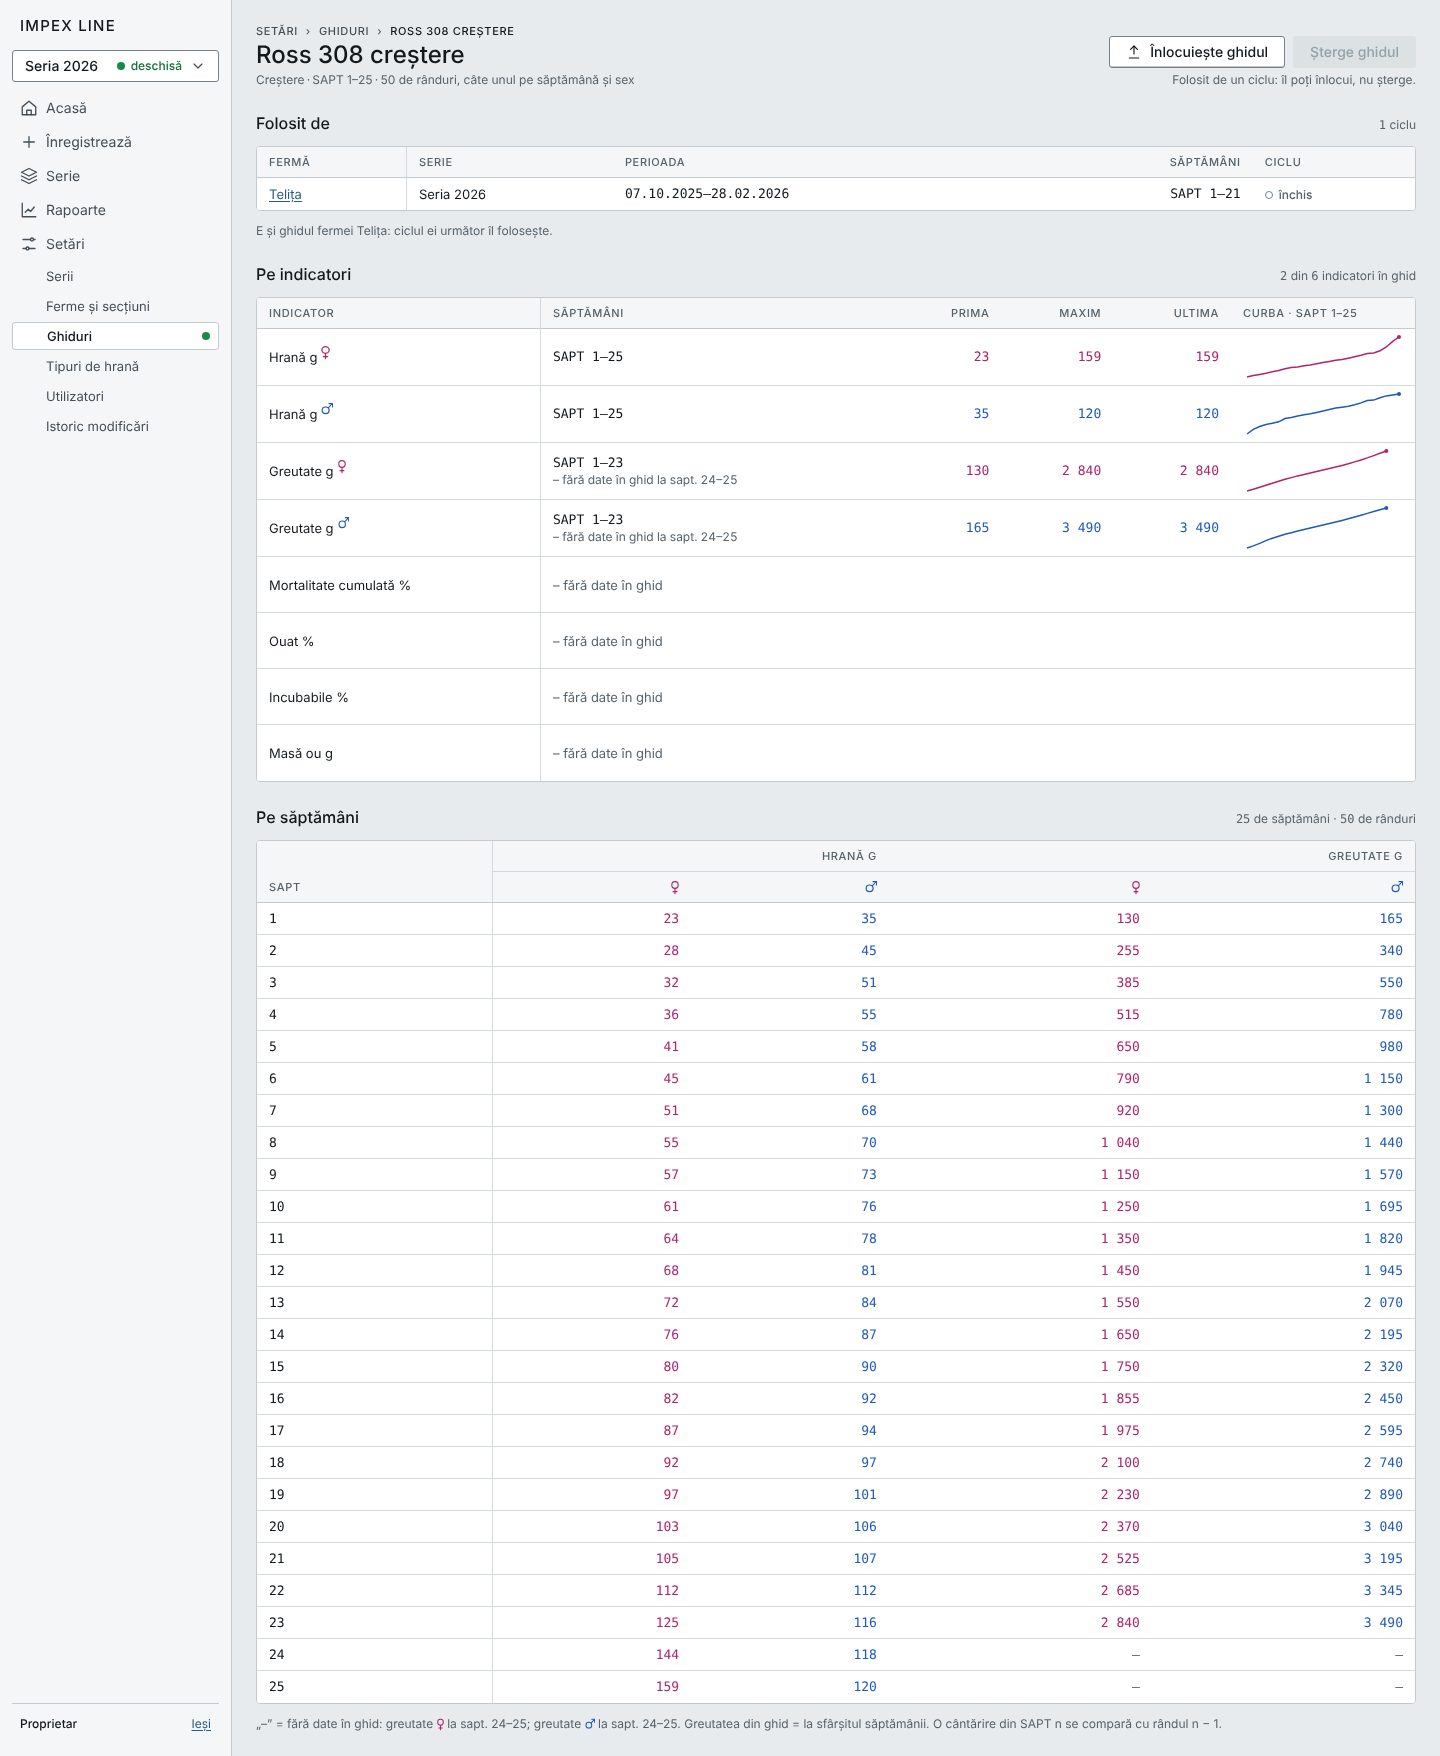 IMPEX LINE
Seria 2026 deschisă
Acasă
Înregistrează
Serie
Rapoarte
Setări
Serii
Ferme și secțiuni
Ghiduri
Tipuri de hrană
Utilizatori
Istoric modificări
Proprietar Ieși
SETĂRI › GHIDURI › ROSS 308 CREȘTERE
Ross 308 creștere
Creștere · SAPT 1–25 · 50 de rânduri, câte unul pe săptămână și sex
Înlocuiește ghidul Șterge ghidul
Folosit de un ciclu: îl poți înlocui, nu șterge.
Folosit de 1 ciclu
FERMĂ SERIE PERIOADA SĂPTĂMÂNI CICLU
Telița Seria 2026 07.10.2025–28.02.2026 SAPT 1–21 închis
E și ghidul fermei Telița: ciclul ei următor îl folosește.
Pe indicatori 2 din 6 indicatori în ghid
INDICATOR SĂPTĂMÂNI PRIMA MAXIM ULTIMA CURBA · SAPT 1–25
Hrană g ♀ SAPT 1–25 23 159 159
Hrană g ♂ SAPT 1–25 35 120 120
Greutate g ♀ SAPT 1–23 130 2 840 2 840
– fără date în ghid la sapt. 24–25
Greutate g ♂ SAPT 1–23 165 3 490 3 490
– fără date în ghid la sapt. 24–25
Mortalitate cumulată % – fără date în ghid
Ouat % – fără date în ghid
Incubabile % – fără date în ghid
Masă ou g – fără date în ghid
Pe săptămâni 25 de săptămâni · 50 de rânduri
HRANĂ G GREUTATE G
SAPT ♀ ♂ ♀ ♂
1 23 35 130 165
2 28 45 255 340
3 32 51 385 550
4 36 55 515 780
5 41 58 650 980
6 45 61 790 1 150
7 51 68 920 1 300
8 55 70 1 040 1 440
9 57 73 1 150 1 570
10 61 76 1 250 1 695
11 64 78 1 350 1 820
12 68 81 1 450 1 945
13 72 84 1 550 2 070
14 76 87 1 650 2 195
15 80 90 1 750 2 320
16 82 92 1 855 2 450
17 87 94 1 975 2 595
18 92 97 2 100 2 740
19 97 101 2 230 2 890
20 103 106 2 370 3 040
21 105 107 2 525 3 195
22 112 112 2 685 3 345
23 125 116 2 840 3 490
24 144 118 – –
25 159 120 – –
„–” = fără date în ghid: greutate ♀ la sapt. 24–25; greutate ♂ la sapt. 24–25. Greutatea din ghid = la sfârșitul săptămânii. O cântărire din SAPT n se compară cu rândul n − 1.